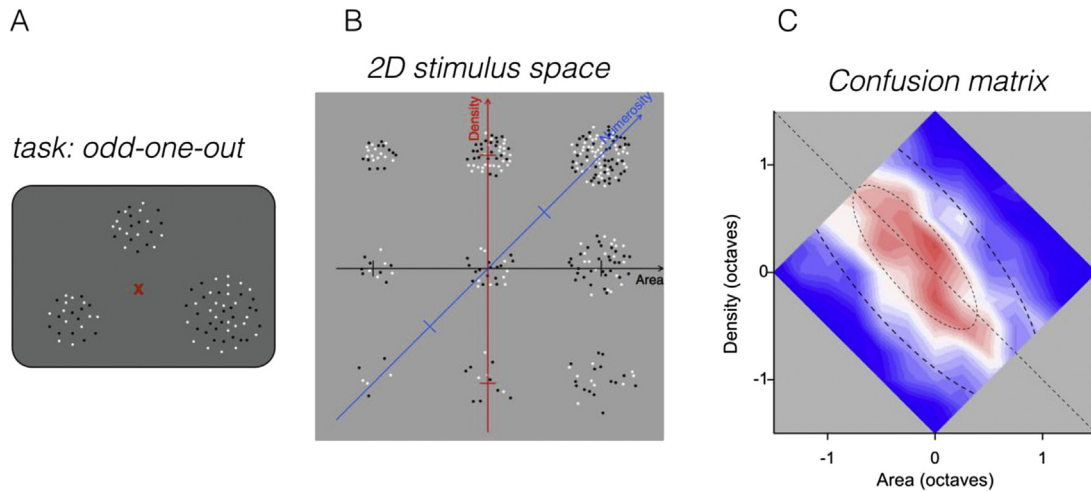 A
B
C
task: odd-one-out
x
2D stimulus space
Density
Numerosity
Area
Confusion matrix
Density (octaves)
1
0
-1
-1
0
1
Area (octaves)